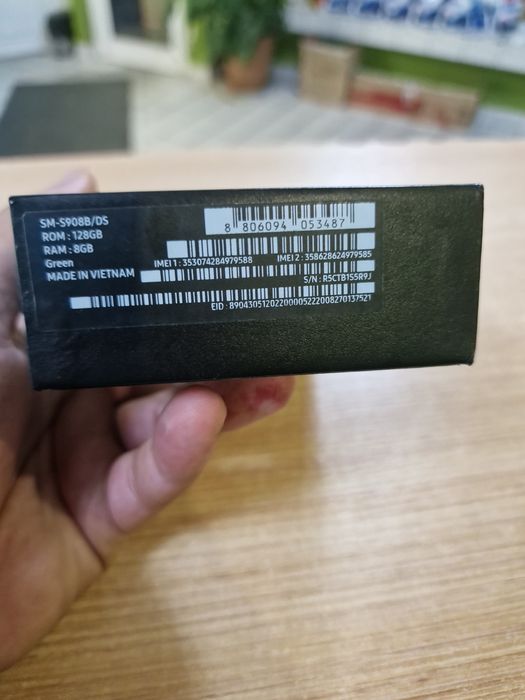 SM-S908B/DS
ROM : 128GB
RAM : 8GB
Green
MADE IN VIETNAM
8 806094 053487
IMEI 1 : 353074284979588 IMEI 2 : 358628624979585
S/N : R5CTB1S5R9J
EID : 89043051202200005222008270137521